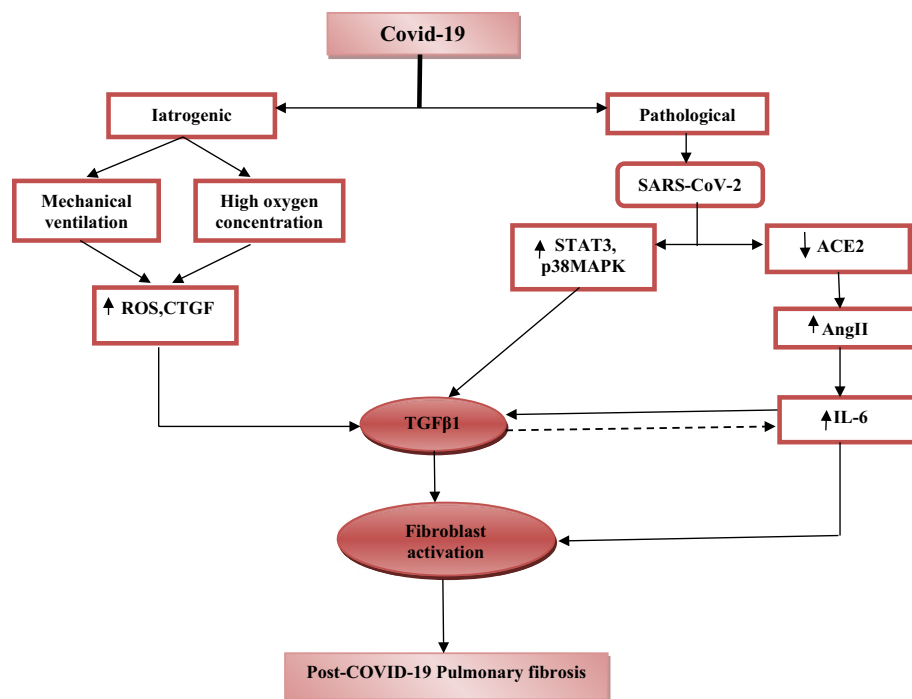 Covid-19
Iatrogenic
Pathological
Mechanical
ventilation
High oxygen
concentration
SARS-CoV-2
STAT3,
p38MAPK
ACE2
ROS,CTGF
AngII
TGFβ1
IL-6
Fibroblast
activation
Post-COVID-19 Pulmonary fibrosis